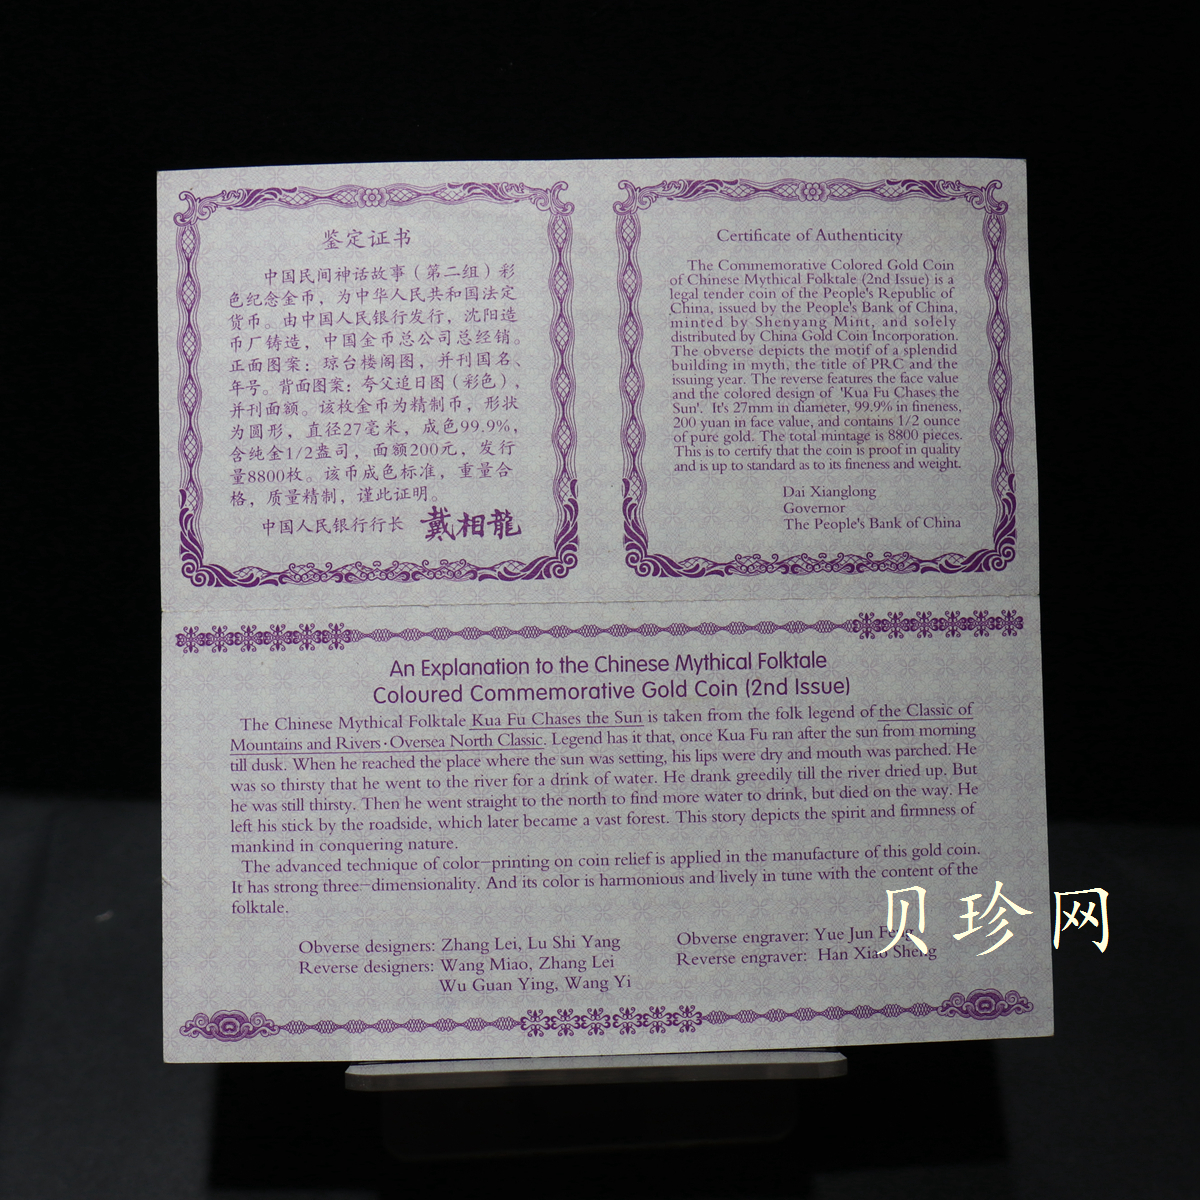 鉴定证书
中国民间神话故事（第二组）彩
色纪念金币，为中华人民共和国法定
货币。由中国人民银行发行，沈阳造
币厂铸造，中国金币总公司总经销。
正面图案：琼台楼阁图，并刊国名、
年号。背面图案：夸父追日图（彩色），
并刊面额。该枚金币为精制币，形状
为圆形，直径27毫米，成色99.9%，
含纯金1/2盎司，面额200元，发行
量8800枚。该币成色标准，重量合
格，质量精制，谨此证明。
中国人民银行行长 戴相龍
Certificate of Authenticity
The Commemorative Colored Gold Coin
of Chinese Mythical Folktale (2nd Issue) is a
legal tender coin of the People's Republic of
China, issued by the People's Bank of China,
minted by Shenyang Mint, and solely
distributed by China Gold Coin Incorporation.
The obverse depicts the motif of a splendid
building in myth, the title of PRC and the
issuing year. The reverse features the face value
and the colored design of 'Kua Fu Chases the
Sun'. It's 27mm in diameter, 99.9% in fineness,
200 yuan in face value, and contains 1/2 ounce
of pure gold. The total mintage is 8800 pieces.
This is to certify that the coin is proof in quality
and is up to standard as to its fineness and weight.
Dai Xianglong
Governor
The People's Bank of China
An Explanation to the Chinese Mythical Folktale
Coloured Commemorative Gold Coin (2nd Issue)
The Chinese Mythical Folktale Kua Fu Chases the Sun is taken from the folk legend of the Classic of
Mountains and Rivers·Oversea North Classic. Legend has it that, once Kua Fu ran after the sun from morning
till dusk. When he reached the place where the sun was setting, his lips were dry and mouth was parched. He
was so thirsty that he went to the river for a drink of water. He drank greedily till the river dried up. But
he was still thirsty. Then he went straight to the north to find more water to drink, but died on the way. He
left his stick by the roadside, which later became a vast forest. This story depicts the spirit and firmness of
mankind in conquering nature.
The advanced technique of color-printing on coin relief is applied in the manufacture of this gold coin.
It has strong three-dimensionality. And its color is harmonious and lively in tune with the content of the
folktale.
Obverse designers: Zhang Lei, Lu Shi Yang
Reverse designers: Wang Miao, Zhang Lei
Wu Guan Ying, Wang Yi
Obverse engraver: Yue Jun Feng
Reverse engraver: Han Xiao Sheng
贝珍网